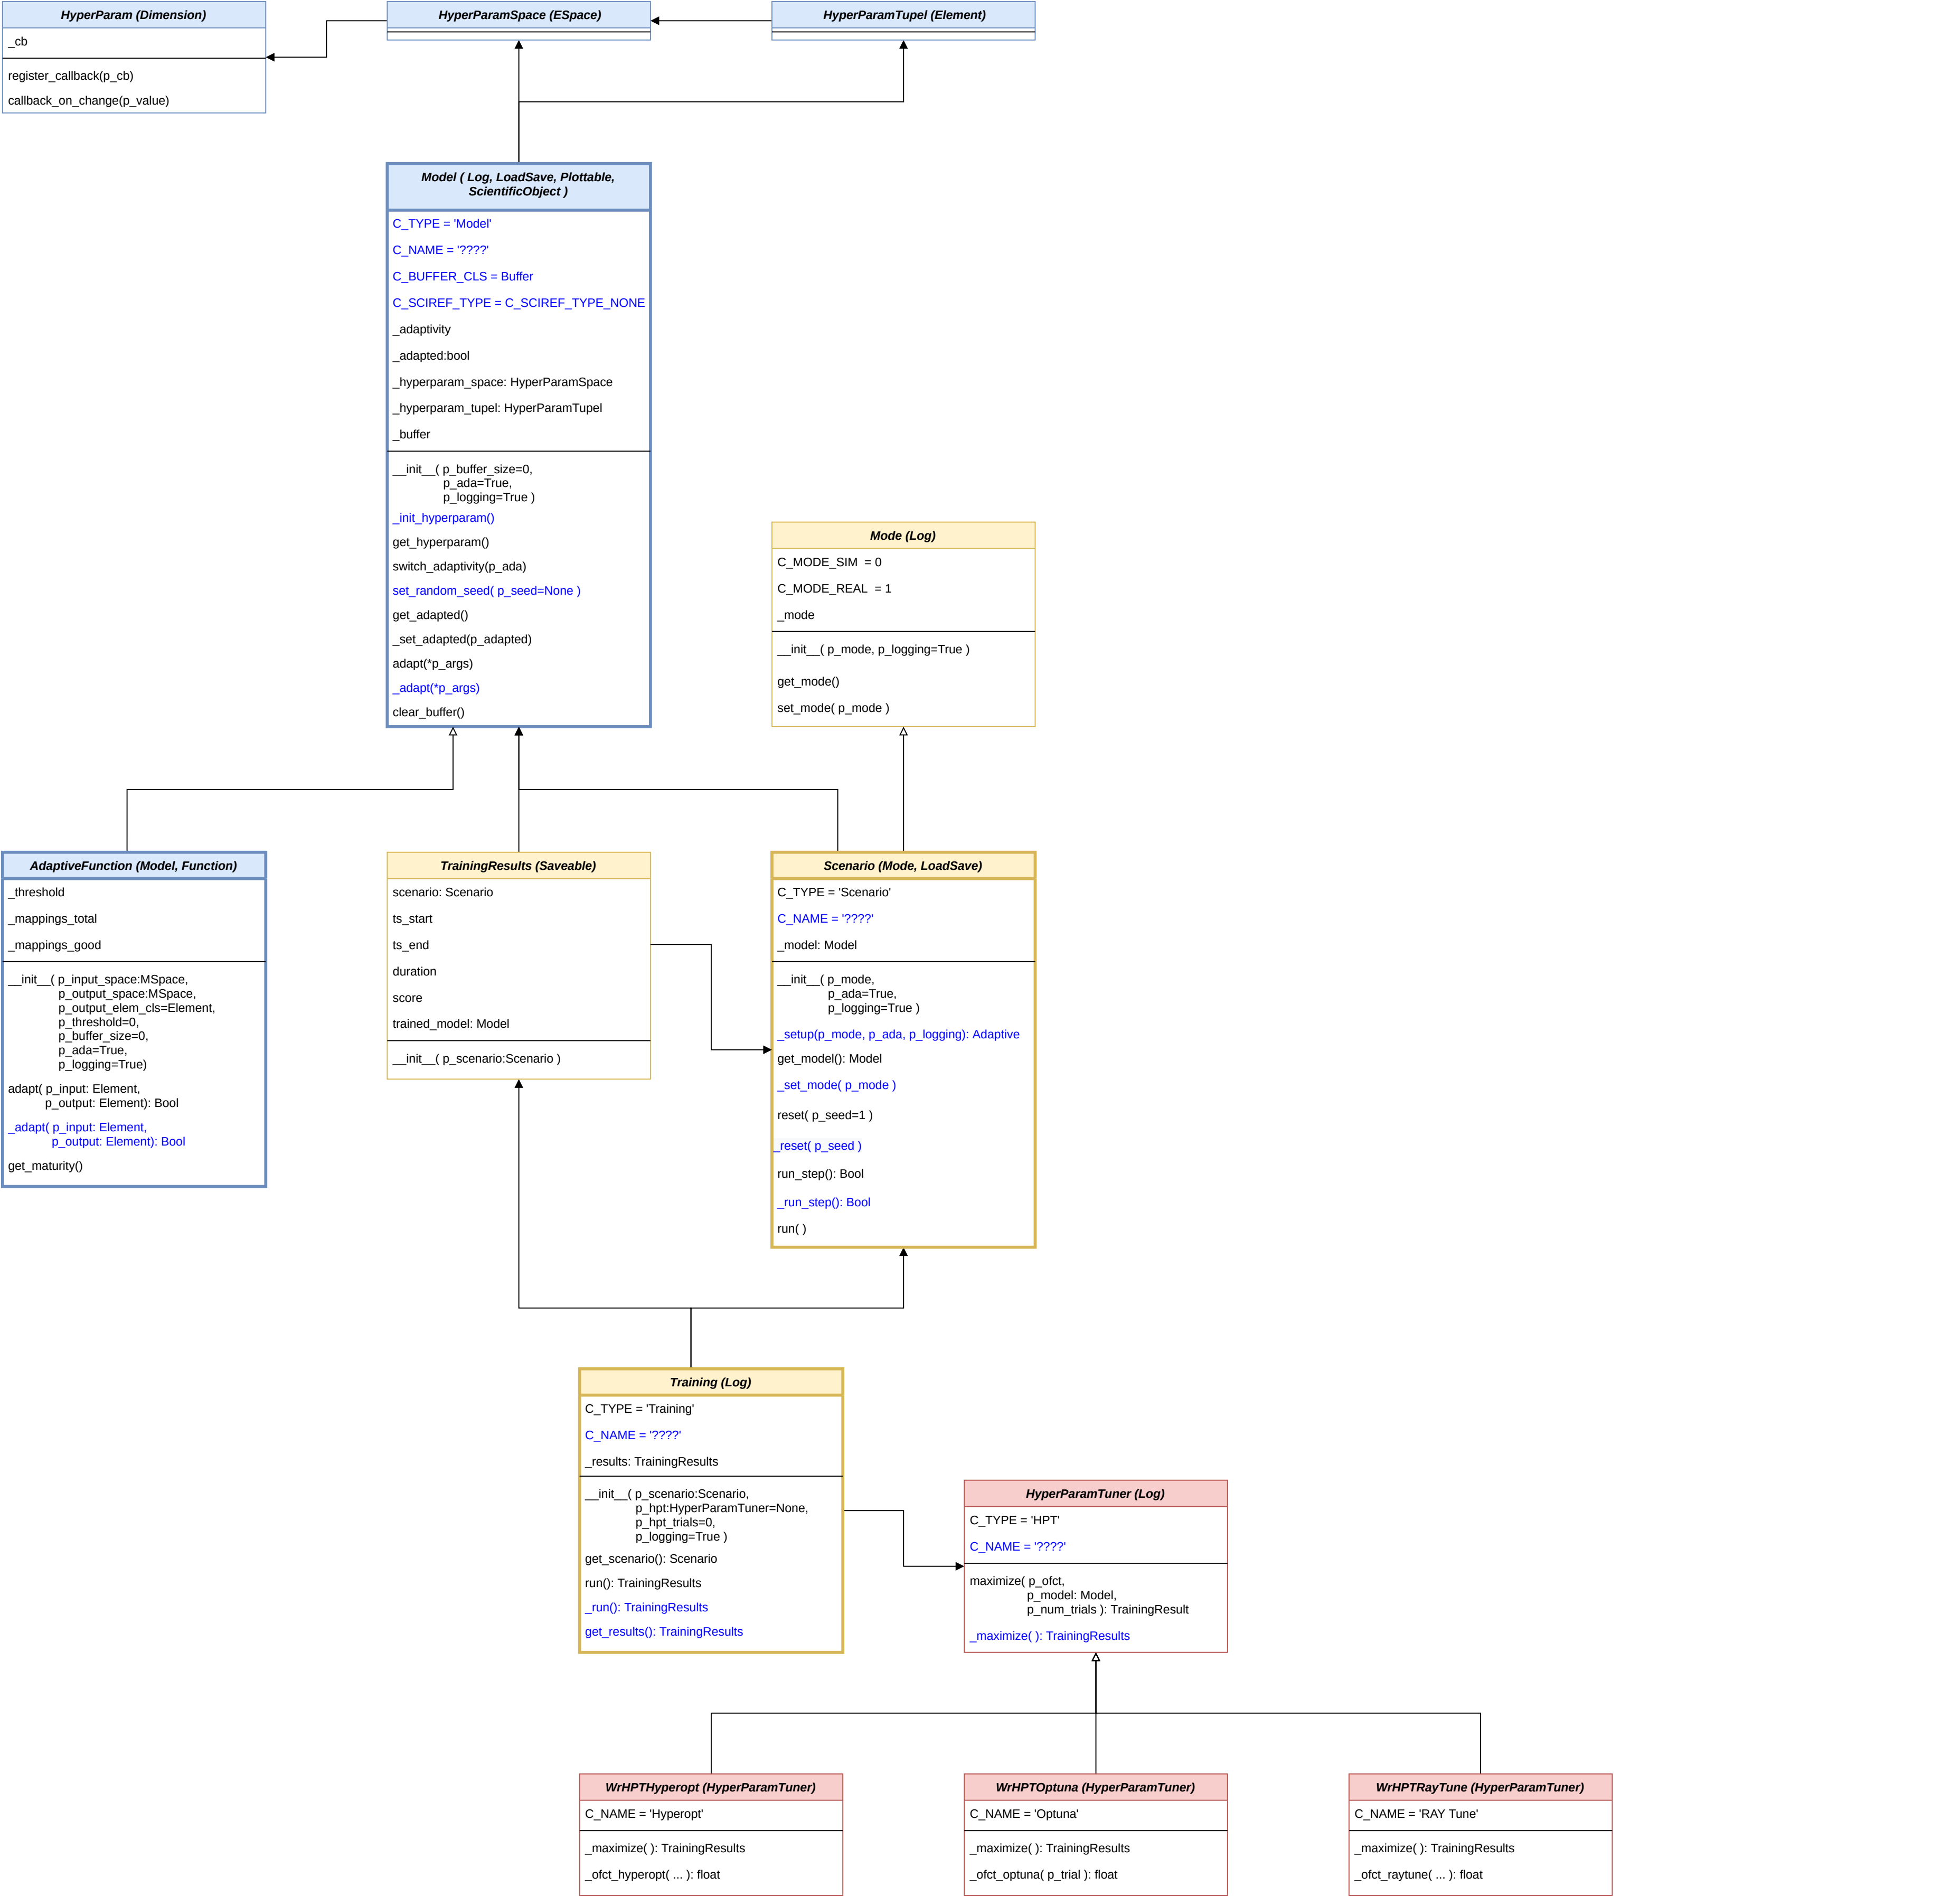 HyperParam (Dimension)
_cb
register_callback(p_cb)
callback_on_change(p_value)
HyperParamSpace (ESpace)
HyperParamTupel (Element)
Model ( Log, LoadSave, Plottable,
ScientificObject )
C_TYPE = 'Model'
C_NAME = '????'
C_BUFFER_CLS = Buffer
C_SCIREF_TYPE = C_SCIREF_TYPE_NONE
_adaptivity
_adapted:bool
_hyperparam_space: HyperParamSpace
_hyperparam_tupel: HyperParamTupel
_buffer
__init__( p_buffer_size=0,
p_ada=True,
p_logging=True )
_init_hyperparam()
get_hyperparam()
switch_adaptivity(p_ada)
set_random_seed( p_seed=None )
get_adapted()
_set_adapted(p_adapted)
adapt(*p_args)
_adapt(*p_args)
clear_buffer()
Mode (Log)
C_MODE_SIM  = 0
C_MODE_REAL  = 1
_mode
__init__( p_mode, p_logging=True )
get_mode()
set_mode( p_mode )
AdaptiveFunction (Model, Function)
_threshold
_mappings_total
_mappings_good
__init__( p_input_space:MSpace,
p_output_space:MSpace,
p_output_elem_cls=Element,
p_threshold=0,
p_buffer_size=0,
p_ada=True,
p_logging=True)
adapt( p_input: Element,
p_output: Element): Bool
_adapt( p_input: Element,
p_output: Element): Bool
get_maturity()
TrainingResults (Saveable)
scenario: Scenario
ts_start
ts_end
duration
score
trained_model: Model
__init__( p_scenario:Scenario )
Scenario (Mode, LoadSave)
C_TYPE = 'Scenario'
C_NAME = '????'
_model: Model
__init__( p_mode,
p_ada=True,
p_logging=True )
_setup(p_mode, p_ada, p_logging): Adaptive
get_model(): Model
_set_mode( p_mode )
reset( p_seed=1 )
_reset( p_seed )
run_step(): Bool
_run_step(): Bool
run( )
Training (Log)
C_TYPE = 'Training'
C_NAME = '????'
_results: TrainingResults
__init__( p_scenario:Scenario,
p_hpt:HyperParamTuner=None,
p_hpt_trials=0,
p_logging=True )
get_scenario(): Scenario
run(): TrainingResults
_run(): TrainingResults
get_results(): TrainingResults
HyperParamTuner (Log)
C_TYPE = 'HPT'
C_NAME = '????'
maximize( p_ofct,
p_model: Model,
p_num_trials ): TrainingResult
_maximize( ): TrainingResults
WrHPTHyperopt (HyperParamTuner)
C_NAME = 'Hyperopt'
_maximize( ): TrainingResults
_ofct_hyperopt( ... ): float
WrHPTOptuna (HyperParamTuner)
C_NAME = 'Optuna'
_maximize( ): TrainingResults
_ofct_optuna( p_trial ): float
WrHPTRayTune (HyperParamTuner)
C_NAME = 'RAY Tune'
_maximize( ): TrainingResults
_ofct_raytune( ... ): float